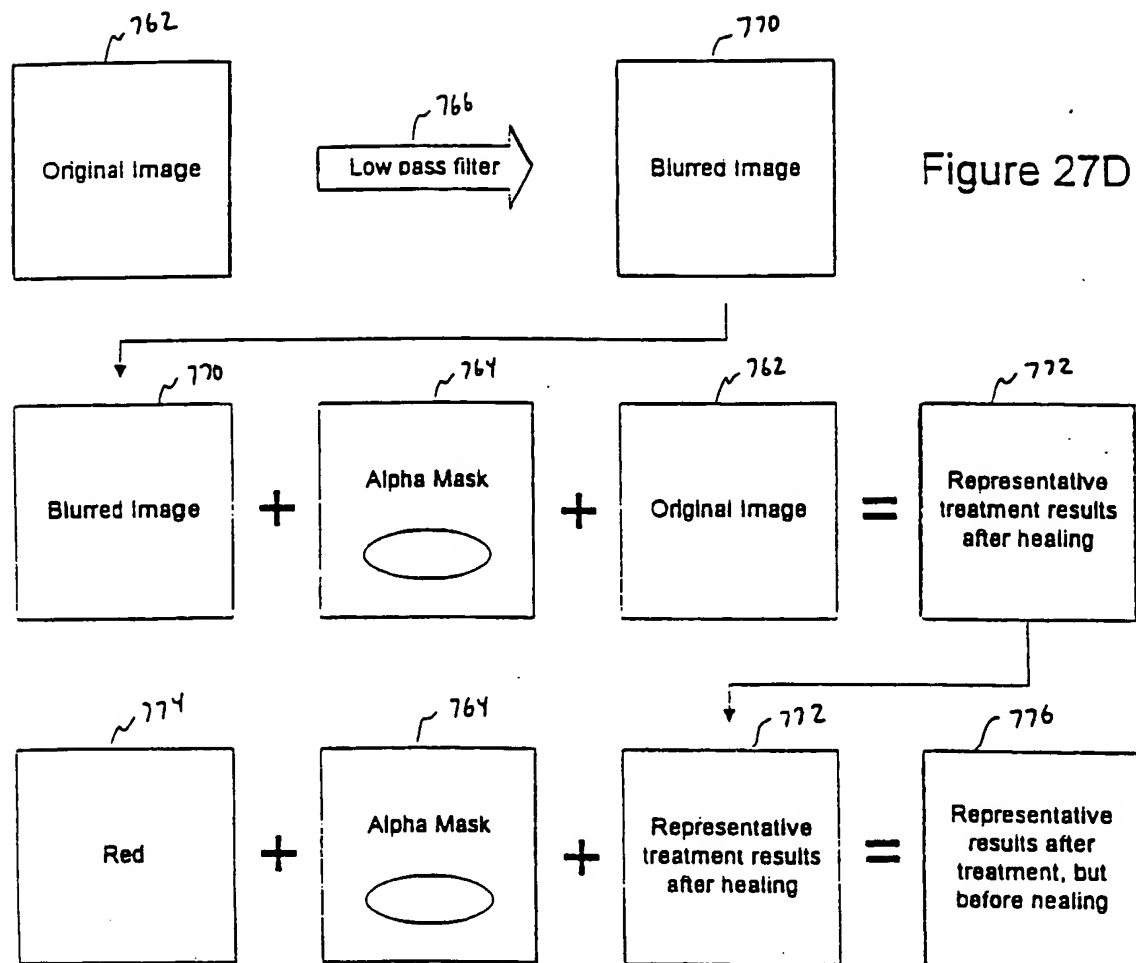 762
770
766
Original Image
Low pass filter
Blurred Image
Figure 27D
770
764
762
772
Blurred Image
+
Alpha Mask
+
Original Image
=
Representative
treatment results
after healing
774
764
772
776
Red
+
Alpha Mask
+
Representative
treatment results
after healing
=
Representative
results after
treatment, but
before nealing